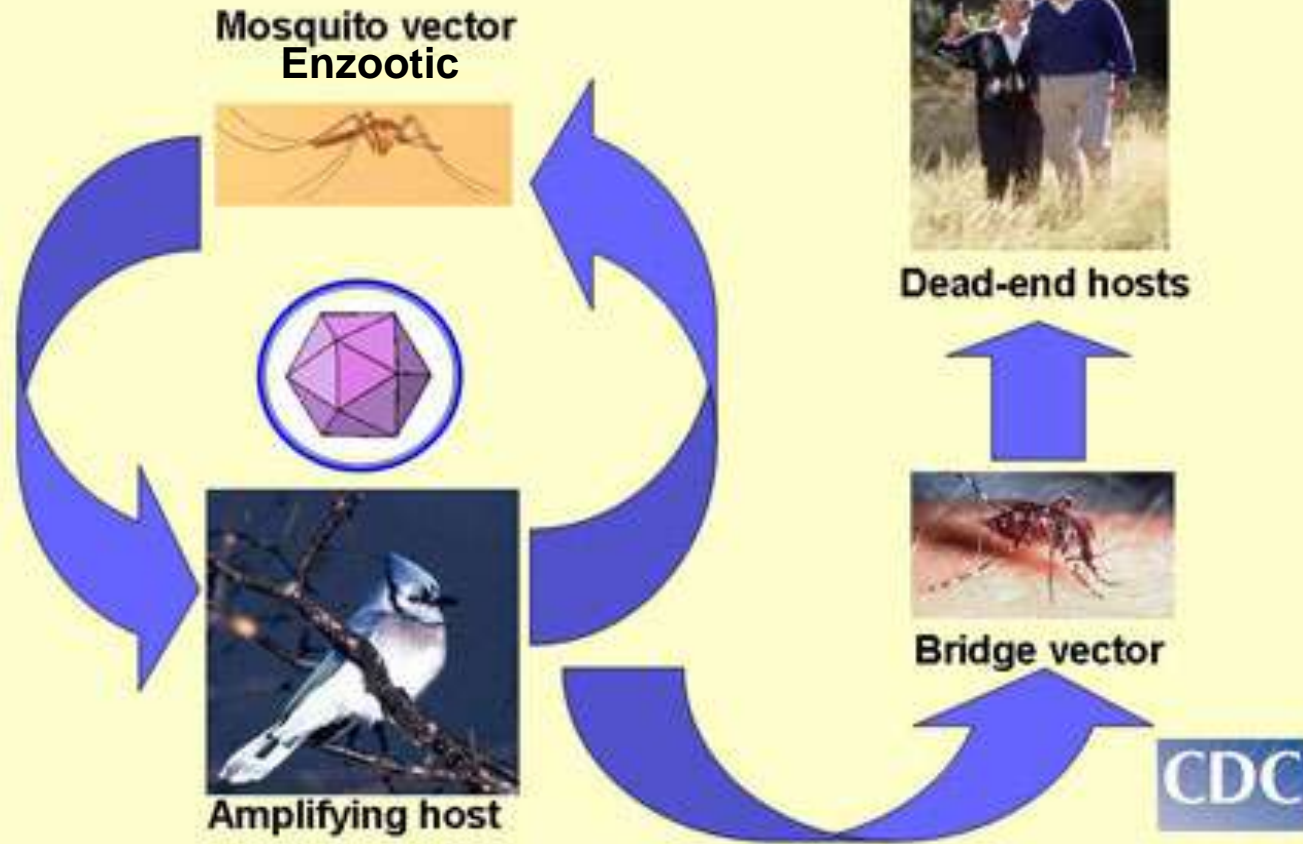 Mosquito vector
Enzootic
Dead-end hosts
Bridge vector
CDC
Amplifying host